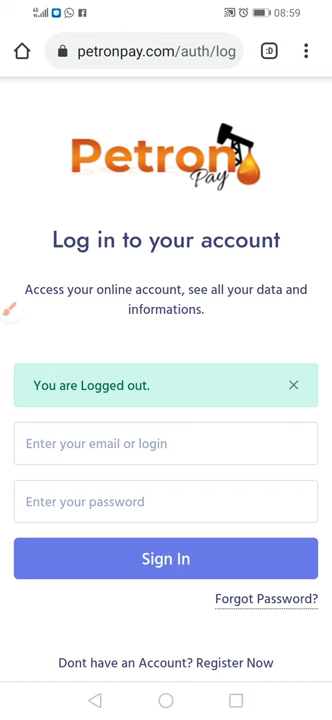 08:59
petronpay.com/auth/log
:D
Petron
Pay
Log in to your account
Access your online account, see all your data and
informations.
You are Logged out.
Enter your email or login
Enter your password
Sign In
Forgot Password?
Dont have an Account? Register Now